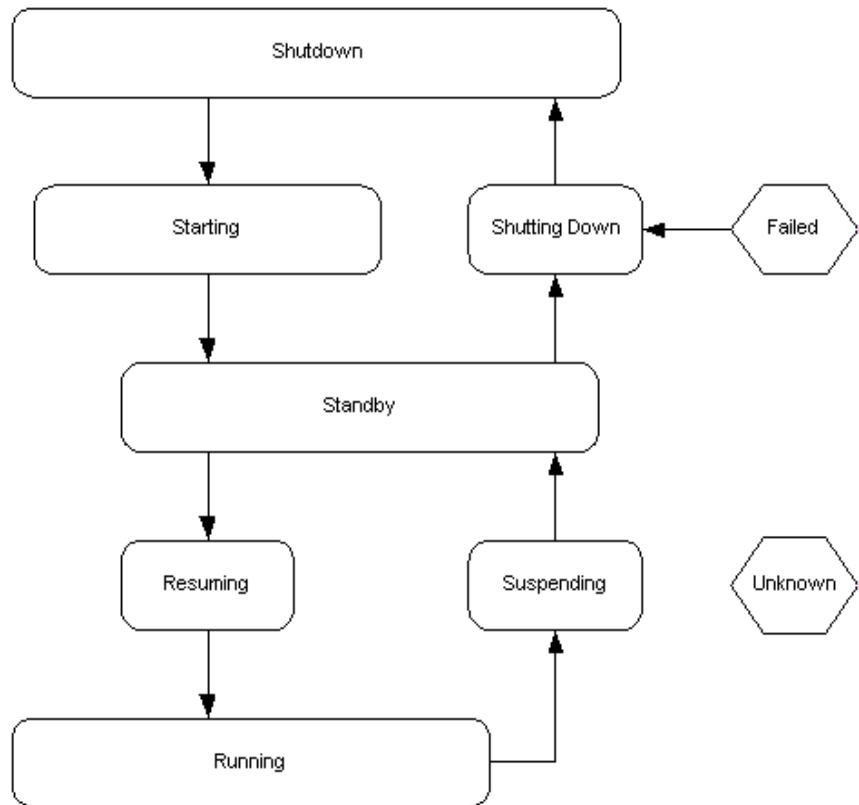 Shutdown
Starting
Shutting Down
Failed
Standby
Resuming
Suspending
Unknown
Running